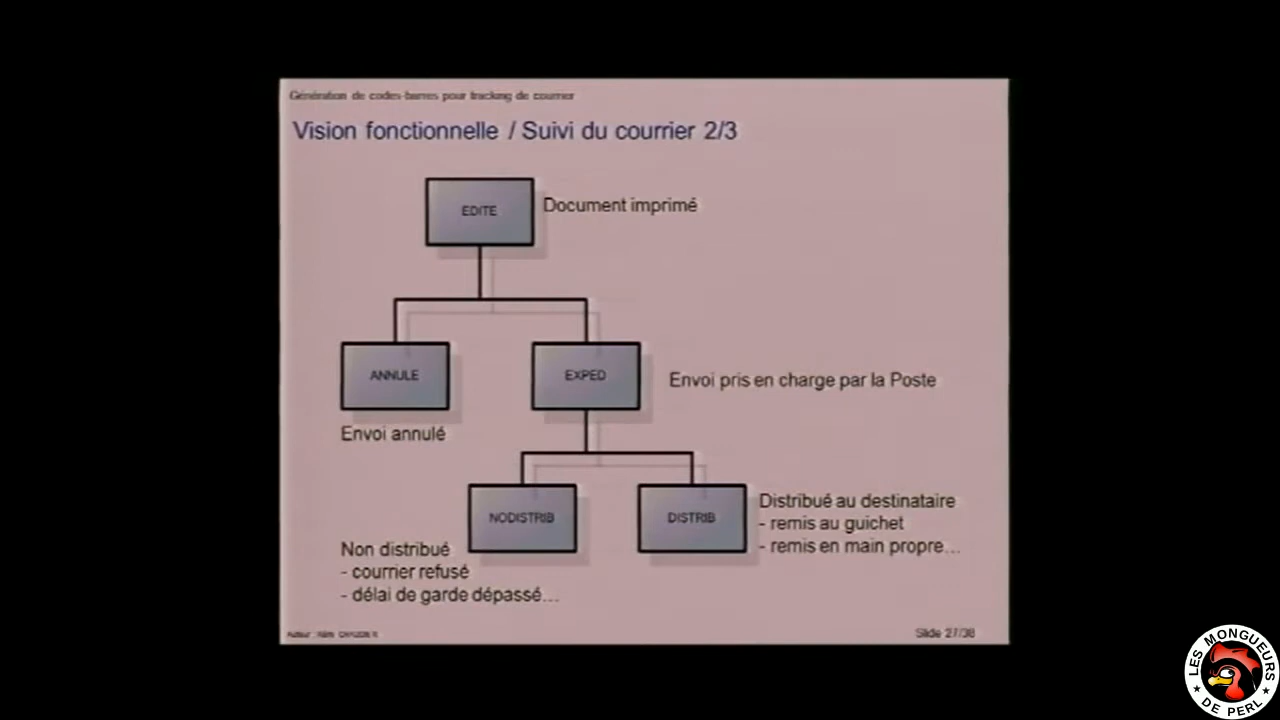 Génération de codes-barres pour tracking de courrier
Vision fonctionnelle / Suivi du courrier 2/3
EDITE
Document imprimé
ANNULE
EXPED
Envoi pris en charge par la Poste
Envoi annulé
NODISTRIB
DISTRIB
Distribué au destinataire
- remis au guichet
- remis en main propre...
Non distribué
- courrier refusé
- délai de garde dépassé...
Auteur :
Slide 27/38
LES MONGUEURS
DE PERL